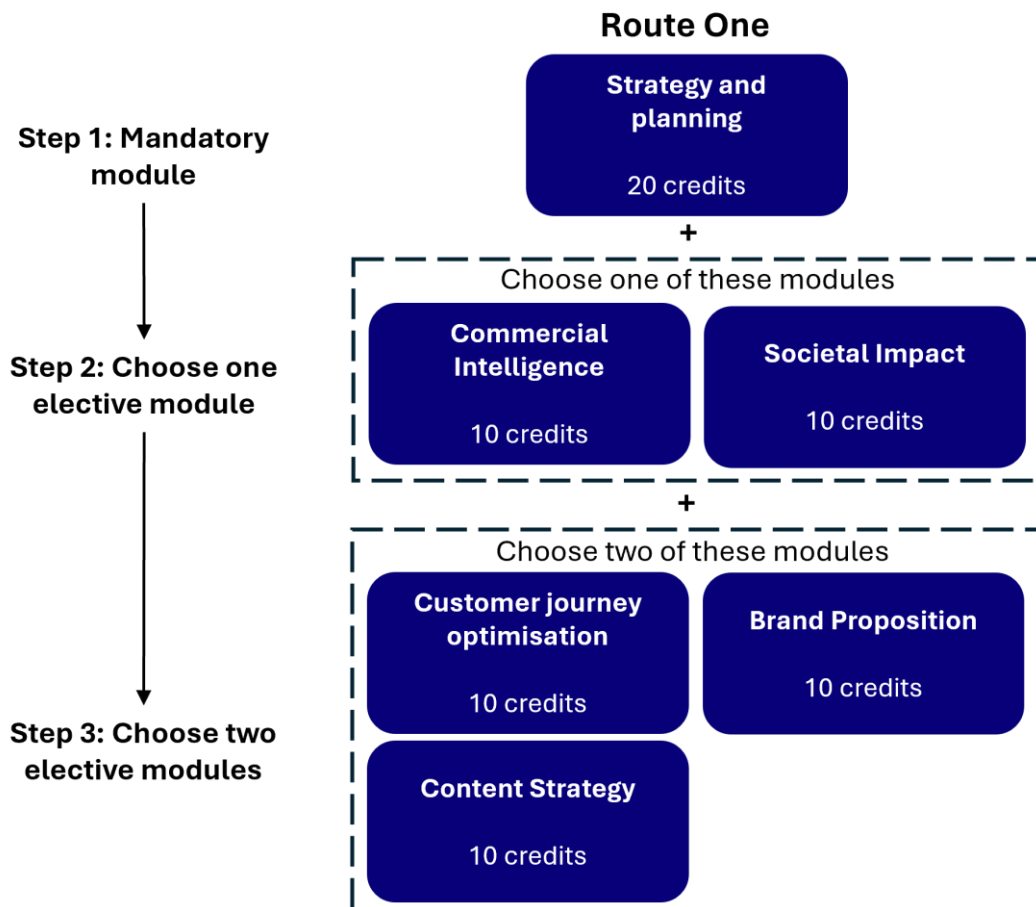 Route One
Step 1: Mandatory
module
Strategy and
planning
20 credits
+
Choose one of these modules
Step 2: Choose one
elective module
Commercial
Intelligence
10 credits
Societal Impact
10 credits
+
Choose two of these modules
Step 3: Choose two
elective modules
Customer journey
optimisation
10 credits
Brand Proposition
10 credits
Content Strategy
10 credits